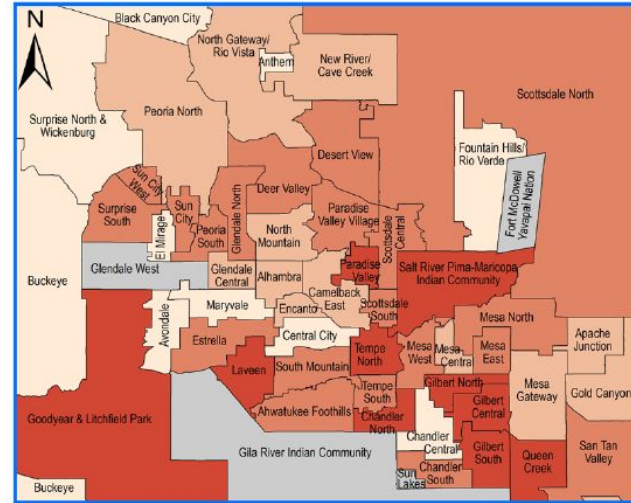 N
Black Canyon City
North Gateway/
Rio Vista
Anthem
New River/
Cave Creek
Scottsdale North
Peoria North
Surprise North &
Wickenburg
Desert View
Fountain Hills/
Rio Verde
Fort McDowell/
Yavapai Nation
Sun City
West
Surprise
South
Sun
City
El Mirage
Peoria
South
Glendale North
Deer Valley
Paradise
Valley Village
Scottsdale
Central
North
Mountain
Paradise
Valley
Salt River Pima-Maricopa
Indian Community
Glendale West
Glendale
Central
Alhambra
Camelback
East
Scottsdale
South
Buckeye
Avondale
Maryvale
Encanto
Central City
Mesa North
Estrella
Tempe
North
Mesa
West
Mesa
Central
Mesa
East
Apache
Junction
Laveen
South Mountain
Gilbert North
Mesa
Gateway
Gold Canyon
Goodyear & Litchfield Park
Ahwatukee Foothills
Tempe
South
Chandler
North
Gilbert
Central
Gila River Indian Community
Chandler
Central
Gilbert
South
Queen
Creek
San Tan
Valley
Sun
Lakes
Chandler
South
Buckeye